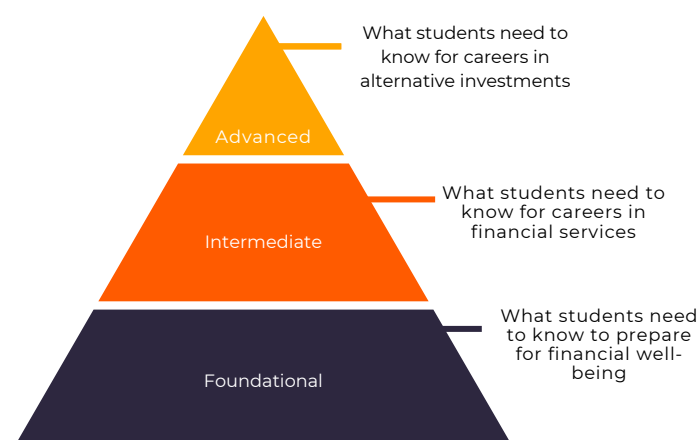 What students need to
know for careers in
alternative investments
Advanced
What students need to
know for careers in
financial services
Intermediate
What students need
to know to prepare
for financial well-
being
Foundational